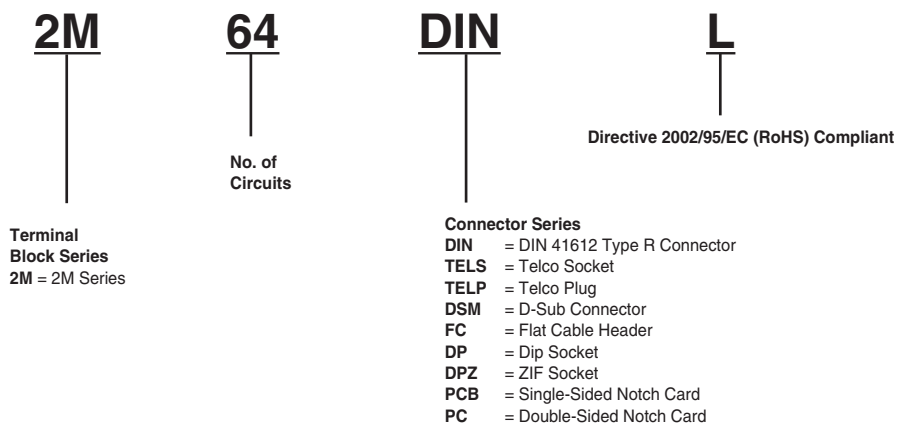 2M 64 DIN L
Directive 2002/95/EC (RoHS) Compliant
No. of
Circuits
Terminal
Block Series
2M = 2M Series
Connector Series
DIN = DIN 41612 Type R Connector
TELS = Telco Socket
TELP = Telco Plug
DSM = D-Sub Connector
FC = Flat Cable Header
DP = Dip Socket
DPZ = ZIF Socket
PCB = Single-Sided Notch Card
PC = Double-Sided Notch Card